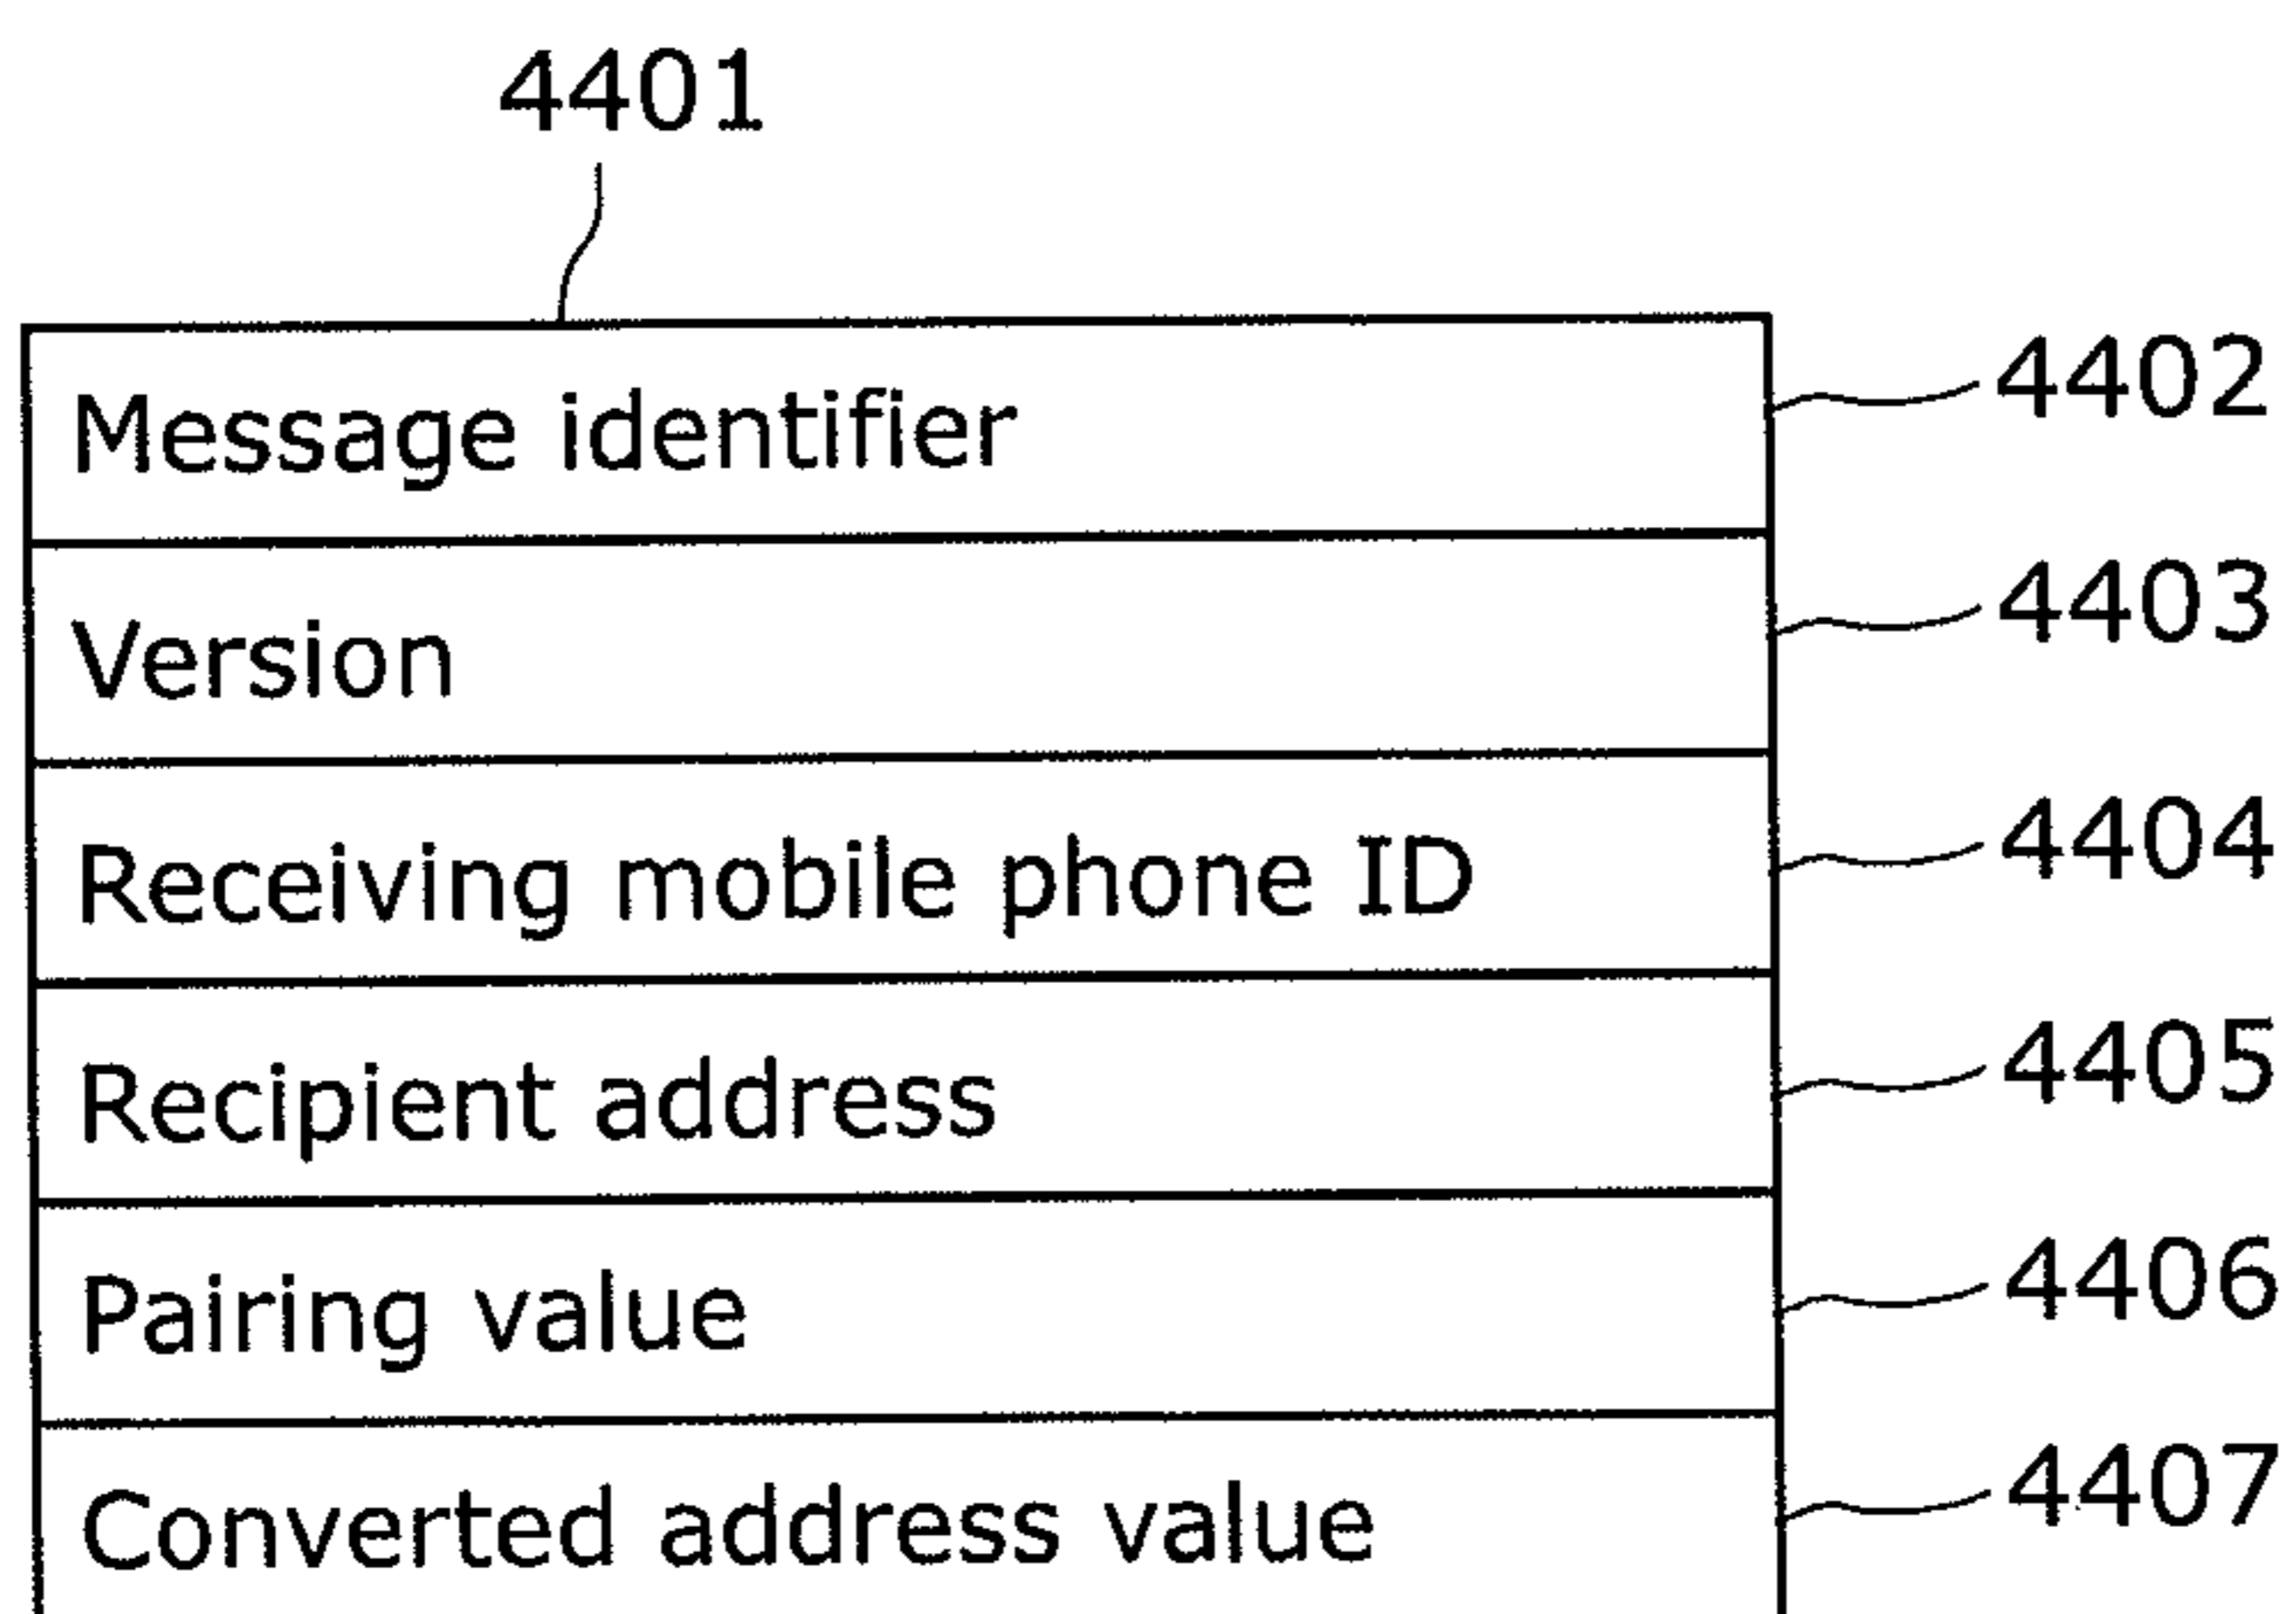 4401
Message identifier 4402
Version 4403
Receiving mobile phone ID 4404
Recipient address 4405
Pairing value 4406
Converted address value 4407